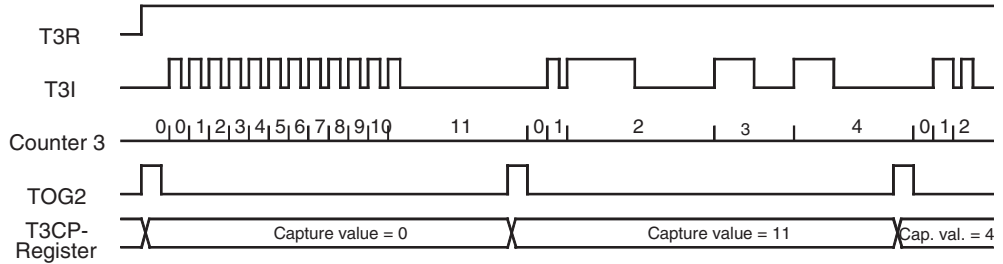 T3R
T3I
Counter 3 0 0 1 2 3 4 5 6 7 8 9 10 11 0 1 2 3 4 0 1 2
TOG2
T3CP-
Register
Capture value = 0 Capture value = 11 Cap. val. = 4